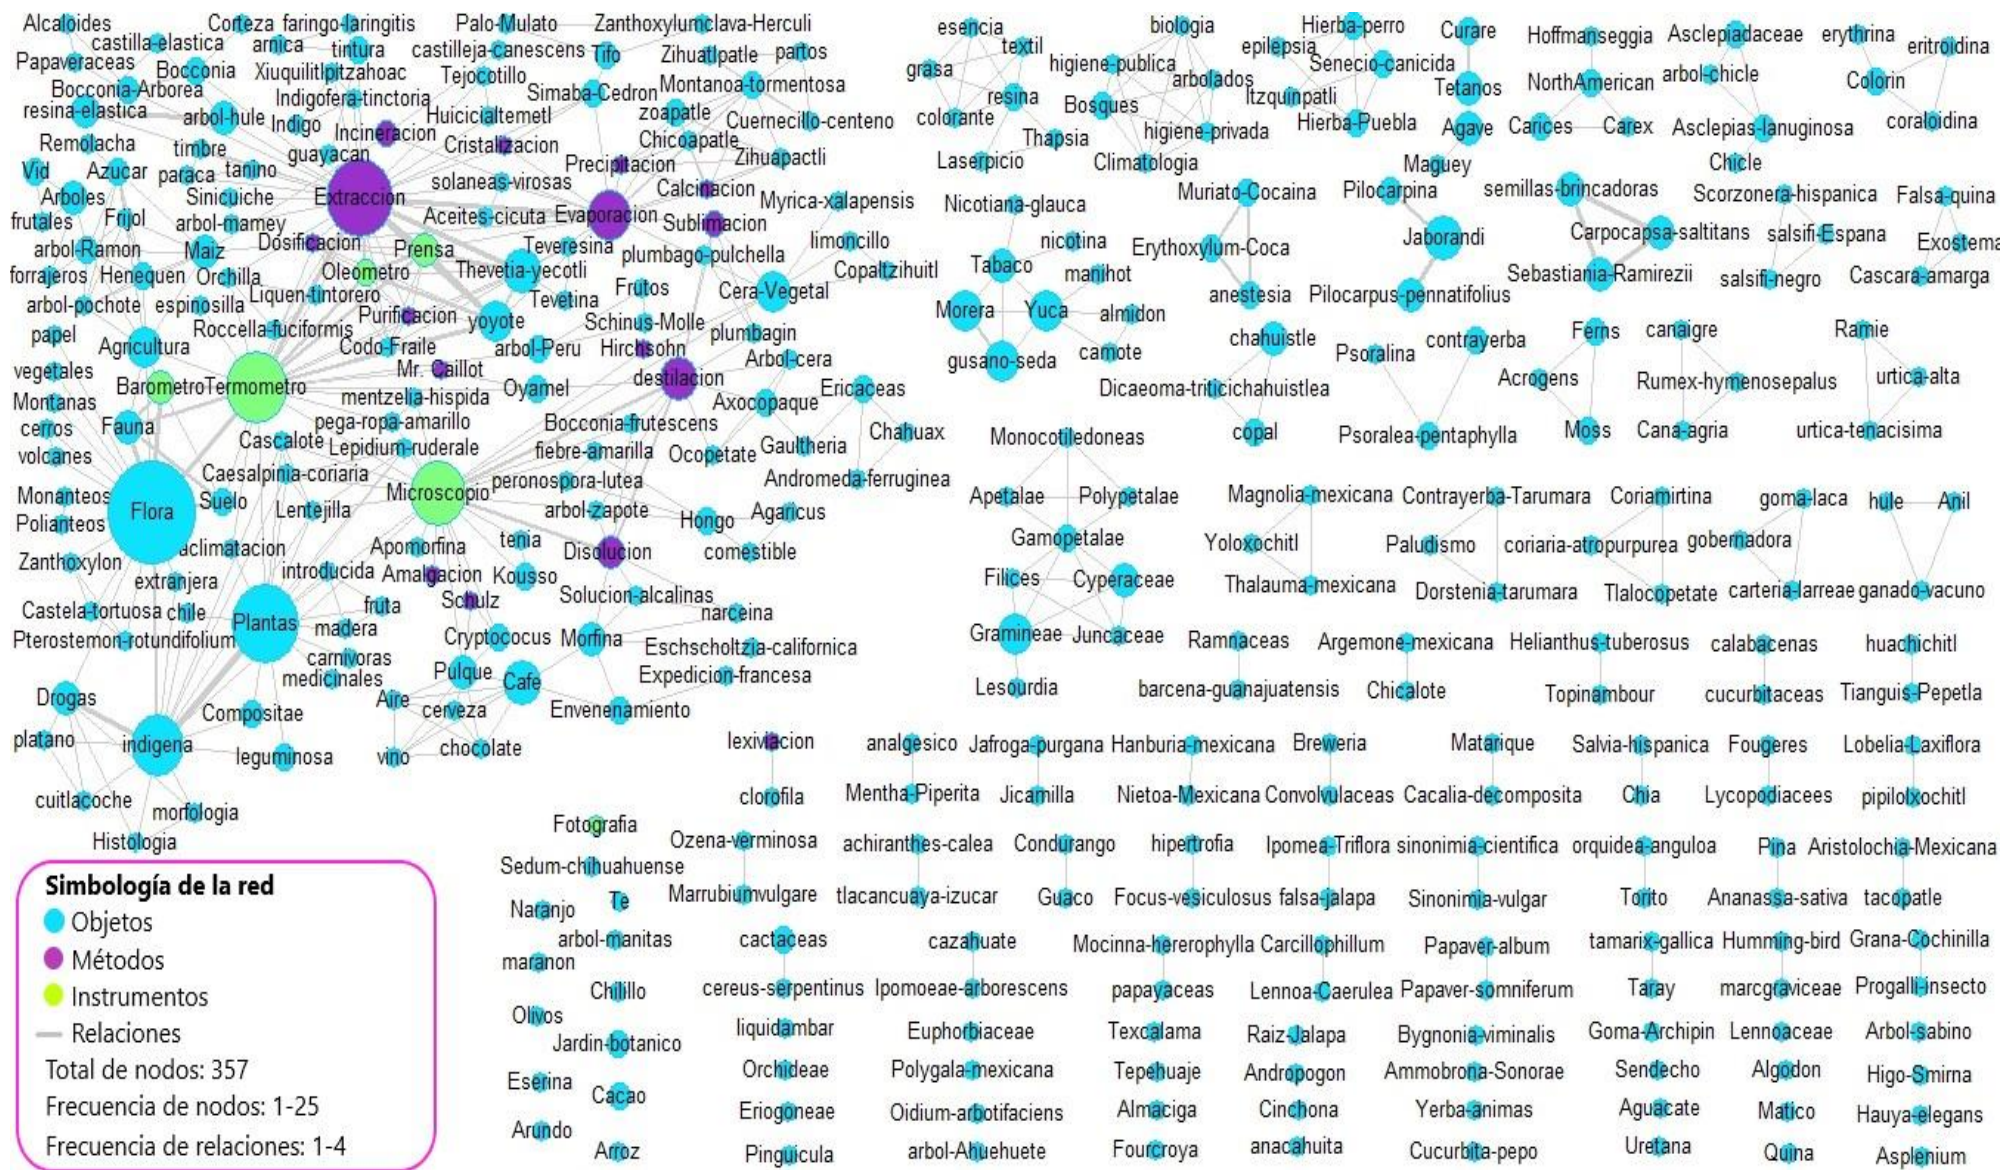 Alcaloides
Corteza
faringo-laringitis
Palo-Mulato
Zanthoxylumclava-Herculi
castilla-elastica
arnica
tintura
castilleja-canescens
Tifo
Zihuatlpatle
partos
Papaveraceas
Bocconia
Xiuquilitlpitzahoac
Tejocotillo
Montanoa-tormentosa
Bocconia-Arborea
Indigofera-tinctoria
Simaba-Cedron
resina-elastica
arbol-hule
Indigo
Incineracion
Huicicialtemetl
zoapatle
Cuernecillo-centeno
Remolacha
timbre
guayacan
Cristalizacion
Chicoapatle
Vid
Azucar
paraca
tanino
Precipitacion
Zihuapactli
Arboles
Sinicuiche
Extraccion
solaneas-virosas
Calcinacion
Myrica-xalapensis
frutales
Frijol
arbol-mamey
Aceites-cicuta
Evaporacion
Sublimacion
arbol-Ramon
Maiz
Dosificacion
Prensa
Teveresina
plumbago-pulchella
limoncillo
forrajeros
Henequen
Orchilla
Oleometro
Thevetia-yecotli
Copaltzihuitl
arbol-pochote
espinosilla
Liquen-tintorero
Tevetina
Frutos
Cera-Vegetal
papel
Roccella-fuciformis
Purificacion
yoyote
Schinus-Molle
plumbagin
Agricultura
Codo-Fraile
arbol-Peru
Hirchsohn
Arbol-cera
vegetales
Barometro
Termometro
Mr. Caillot
Oyamel
destilacion
Ericaceas
Montanas
mentzelia-hispida
Axocopaque
cerros
Fauna
pega-ropa-amarillo
Bocconia-frutescens
Chahuax
volcanes
Cascalote
Lepidium-ruderale
fiebre-amarilla
Ocopetate
Gaultheria
Caesalpinia-coriaria
Andromeda-ferruginea
Monanteos
Flora
Suelo
Lentejilla
Microscopio
peronospora-lutea
Polianteos
arbol-zapote
Hongo
Agaricus
Zanthoxylon
aclimatacion
Apomorfina
tenia
Disolucion
comestible
extranjera
introducida
Amalgacion
Kousso
Castela-tortuosa
chile
Plantas
fruta
Schulz
Solucion-alcalinas
narceina
Pterostemon-rotundifolium
madera
Cryptococus
Morfina
Eschscholtzia-californica
carnivoras
Pulque
Expedicion-francesa
medicinales
Cafe
Drogas
Compositae
Aire
cerveza
Envenenamiento
platano
indigena
leguminosa
vino
chocolate
cuitlacoche
morfologia
Histologia
esencia
textil
grasa
resina
colorante
Thapsia
Laserpicio
biologia
higiene-publica
arbolados
Bosques
higiene-privada
Climatologia
Hierba-perro
epilepsia
Senecio-canicida
Itzquinpatli
Hierba-Puebla
Curare
Tetanos
Agave
Maguey
Hoffmanseggia
NorthAmerican
Carices
Carex
Asclepiadaceae
arbol-chicle
Asclepias-lanuginosa
Chicle
erythrina
eritroidina
Colorin
coraloidina
Nicotiana-glauca
nicotina
Tabaco
manihot
Morera
Yuca
almidon
gusano-seda
camote
Muriato-Cocaina
Erythoxylum-Coca
anestesia
Pilocarpina
Jaborandi
Pilocarpus-pennatifolius
semillas-brincadoras
Carpocapsa-saltitans
Sebastiania-Ramirezii
Scorzonera-hispanica
salsifi-Espana
salsifi-negro
Falsa-quina
Exostema
Cascara-amarga
chahuistle
Dicaeoma-triticichahuistlea
copal
Psoralina
contrayerba
Psoralea-pentaphylla
Ferns
Acrogens
Moss
canaigre
Rumex-hymenosepalus
Cana-agria
Ramie
urtica-alta
urtica-tenacisima
Monocotiledoneas
Apetalae
Polypetalae
Gamopetalae
Filices
Cyperaceae
Gramineae
Juncaceae
Lesourdia
Magnolia-mexicana
Yoloxochitl
Thalauma-mexicana
Contrayerba-Tarumara
Paludismo
Dorstenia-tarumara
Coriamirtina
coriaria-atropurpurea
Tlalocopetate
goma-laca
gobernadora
carteria-larreae
hule
Anil
ganado-vacuno
Ramnaceas
barcena-guanajuatensis
Argemone-mexicana
Chicalote
Helianthus-tuberosus
Topinambour
calabacenas
cucurbitaceas
huachichitl
Tianguis-Pepetla
lexiviacion
clorofila
analgesico
Mentha-Piperita
Jafroga-purgana
Jicamilla
Hanburia-mexicana
Nietoa-Mexicana
Breweria
Convolvulaceas
Matarique
Cacalia-decomposita
Salvia-hispanica
Chia
Fougeres
Lycopodiacees
Lobelia-Laxiflora
pipilolxochitl
Fotografia
Ozena-verminosa
Marrubiumvulgare
achiranthes-calea
tlacancuaya-izucar
Condurango
Guaco
hipertrofia
Focus-vesiculosus
Ipomea-Triflora
falsa-jalapa
sinonimia-cientifica
Sinonimia-vulgar
orquidea-anguloa
Torito
Pina
Ananassa-sativa
Aristolochia-Mexicana
tacopatle
Sedum-chihuahuense
Naranjo
Te
arbol-manitas
maranon
Chilillo
Olivos
Jardin-botanico
Eserina
Cacao
Arundo
Arroz
cactaceas
cereus-serpentinus
cazahuate
Ipomoeae-arborescens
Mocinna-hererophylla
papayaceas
Carcillophillum
Lennoa-Caerulea
Papaver-album
Papaver-somniferum
tamarix-gallica
Taray
Humming-bird
marcgraviceae
Grana-Cochinilla
Progalli-insecto
liquidambar
Euphorbiaceae
Texcalama
Raiz-Jalapa
Bygnonia-viminalis
Goma-Archipin
Lennoaceae
Arbol-sabino
Orchideae
Polygala-mexicana
Tepehuaje
Andropogon
Ammobrona-Sonorae
Sendecho
Algodon
Higo-Smirna
Eriogoneae
Oidium-arbotifaciens
Almaciga
Cinchona
Yerba-animas
Aguacate
Matico
Hauya-elegans
Pinguicula
arbol-Ahuehuete
Fourcroya
anacahuita
Cucurbita-pepo
Uretana
Quina
Asplenium
Simbología de la red
Objetos
Métodos
Instrumentos
Relaciones
Total de nodos: 357
Frecuencia de nodos: 1-25
Frecuencia de relaciones: 1-4